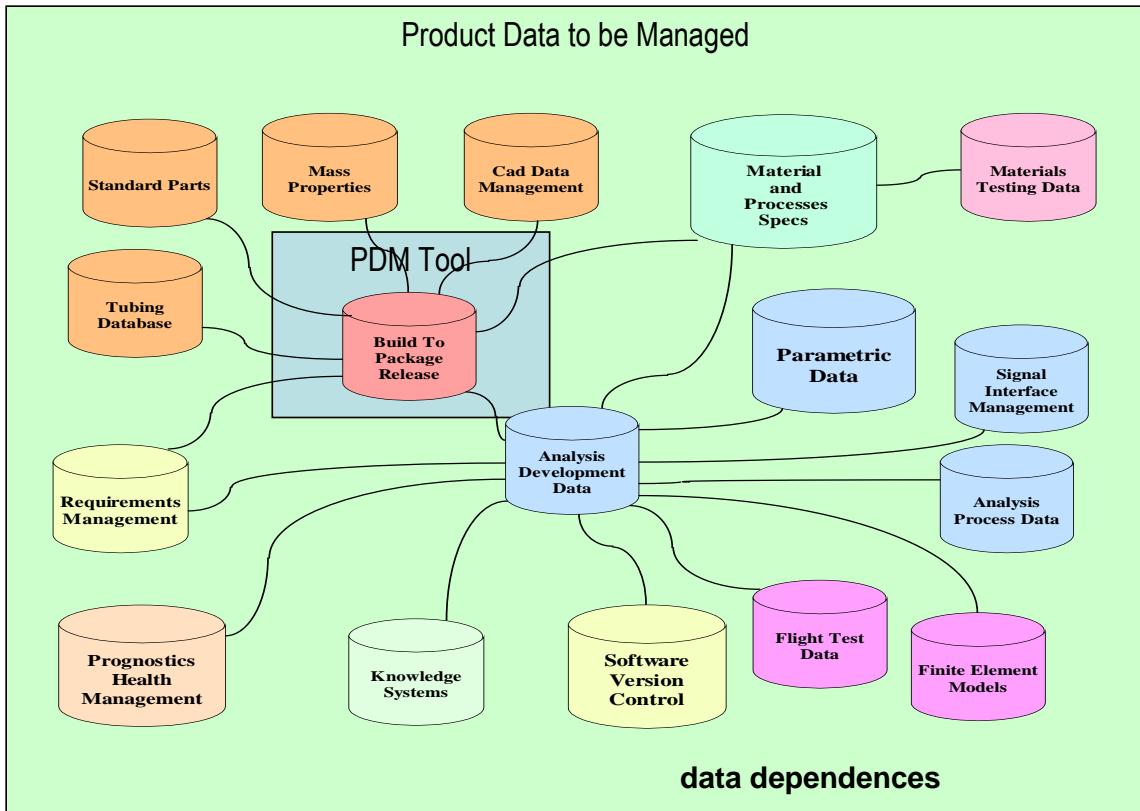 Product Data to be Managed
Standard Parts
Mass
Properties
Cad Data
Management
Material
and
Processes
Specs
Materials
Testing Data
PDM Tool
Tubing
Database
Build To
Package
Release
Parametric
Data
Signal
Interface
Management
Analysis
Development
Data
Requirements
Management
Analysis
Process Data
Prognostics
Health
Management
Knowledge
Systems
Software
Version
Control
Flight Test
Data
Finite Element
Models
data dependences